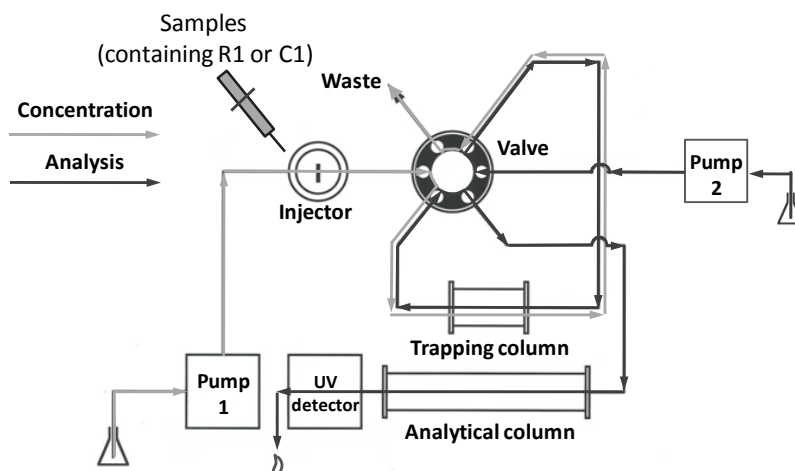 Samples
(containing R1 or C1)
Waste
Concentration
Analysis
Valve
Pump
2
Injector
Trapping column
Pump
1
UV
detector
Analytical column